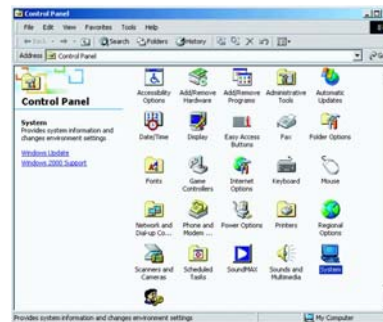 Control Panel
File Edit View Favorites Tools Help
Back Search Folders History
Address Control Panel Go
Control Panel
System
Provides system information and
changes environment settings
Windows Update
Windows 2000 Support
Accessibility Options
Add/Remove Hardware
Add/Remove Programs
Administrative Tools
Automatic Updates
Date/Time
Display
Easy Access Buttons
Fax
Folder Options
Fonts
Game Controllers
Internet Options
Keyboard
Mouse
Network and Dial-up Co...
Phone and Modem ...
Power Options
Printers
Regional Options
Scanners and Cameras
Scheduled Tasks
SoundMAX
Sounds and Multimedia
System
Provides system information and changes environment settings
My Computer